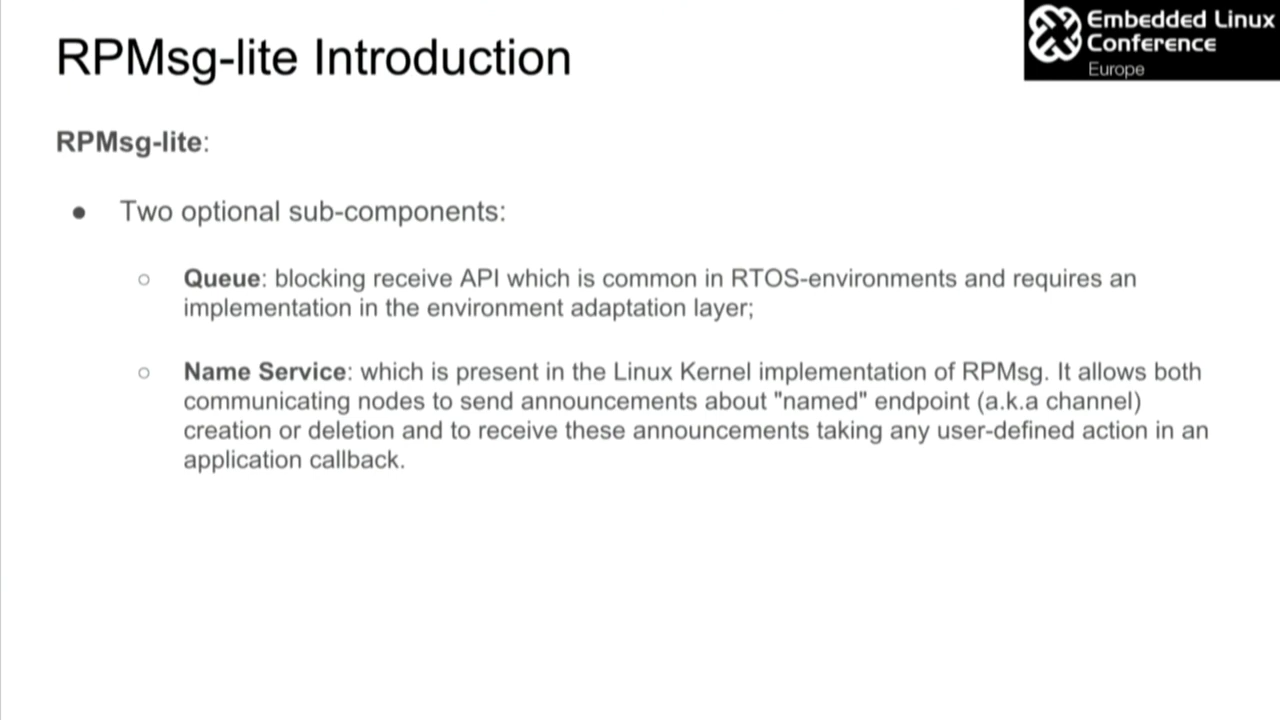 RPMsg-lite Introduction
Embedded Linux
Conference
Europe
RPMsg-lite:
● Two optional sub-components:
○ Queue: blocking receive API which is common in RTOS-environments and requires an
implementation in the environment adaptation layer;
○ Name Service: which is present in the Linux Kernel implementation of RPMsg. It allows both
communicating nodes to send announcements about "named" endpoint (a.k.a channel)
creation or deletion and to receive these announcements taking any user-defined action in an
application callback.